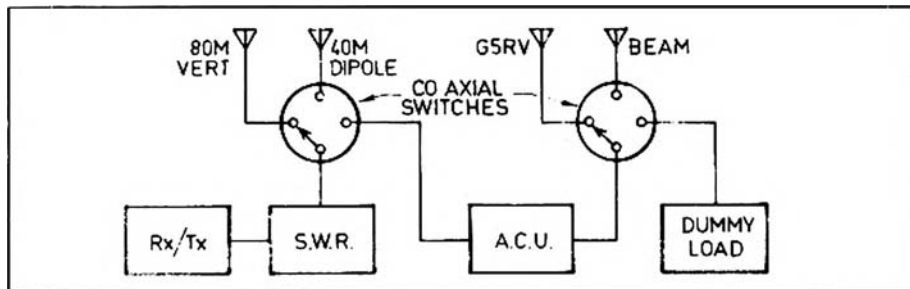 80M
VERT
40M
DIPOLE
CO AXIAL
SWITCHES
G5RV
BEAM
Rx/Tx
S.W.R.
A.C.U.
DUMMY
LOAD